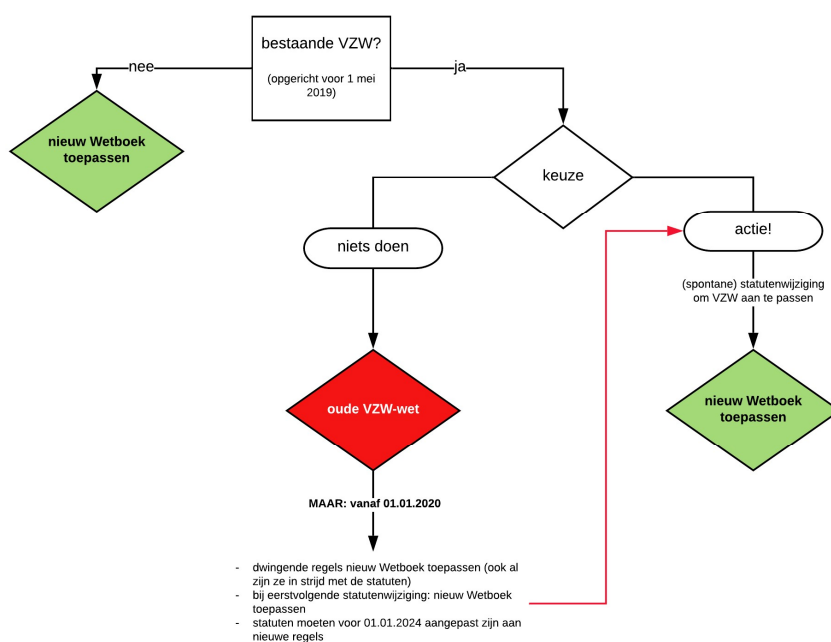 bestaande VZW?
(opgericht voor 1 mei
2019)
nee
ja
nieuw Wetboek
toepassen
keuze
niets doen
actie!
(spontane) statutenwijziging
om VZW aan te passen
oude VZW-wet
nieuw Wetboek
toepassen
MAAR: vanaf 01.01.2020
- dwingende regels nieuw Wetboek toepassen (ook al
zijn ze in strijd met de statuten)
- bij eerstvolgende statutenwijziging: nieuw Wetboek
toepassen
- statuten moeten voor 01.01.2024 aangepast zijn aan
nieuwe regels